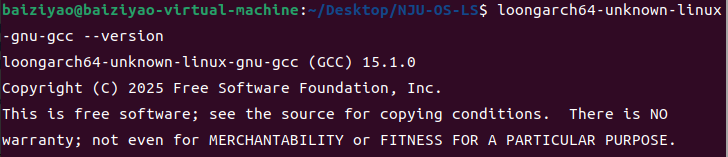 baiziyao@baiziyao-virtual-machine:~/Desktop/NJU-OS-LS$ loongarch64-unknown-linux
-gnu-gcc --version
loongarch64-unknown-linux-gnu-gcc (GCC) 15.1.0
Copyright (C) 2025 Free Software Foundation, Inc.
This is free software; see the source for copying conditions.  There is NO
warranty; not even for MERCHANTABILITY or FITNESS FOR A PARTICULAR PURPOSE.